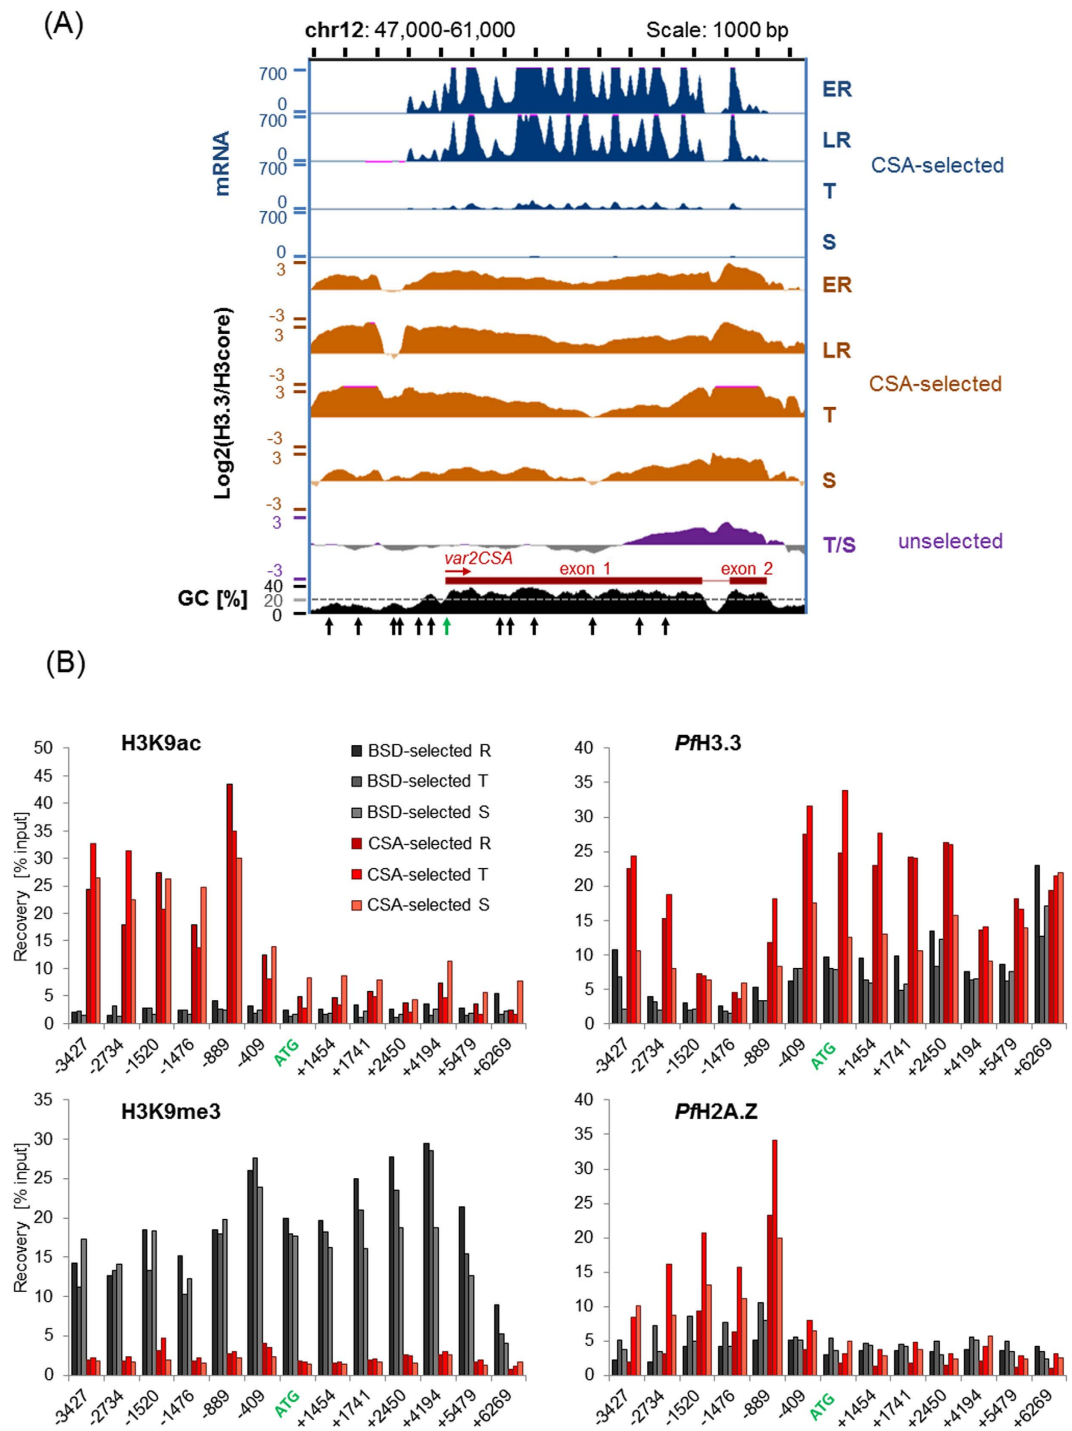 (A)
chr12: 47,000-61,000 Scale: 1000 bp
mRNA
700
0
ER
700
0
LR
CSA-selected
700
0
T
700
0
S
Log2(H3.3/H3core)
3
-3
ER
3
-3
LR
CSA-selected
3
-3
T
3
-3
S
3
-3
T/S unselected
var2CSA
exon 1 exon 2
GC [%]
40
20
0
(B)
H3K9ac
Recovery [% input]
50
45
40
35
30
25
20
15
10
5
0
-3427 -2734 -1520 -1476 -889 -409 ATG +1454 +1741 +2450 +4194 +5479 +6269
BSD-selected R
BSD-selected T
BSD-selected S
CSA-selected R
CSA-selected T
CSA-selected S
PfH3.3
40
35
30
25
20
15
10
5
0
-3427 -2734 -1520 -1476 -889 -409 ATG +1454 +1741 +2450 +4194 +5479 +6269
H3K9me3
Recovery [% input]
35
30
25
20
15
10
5
0
-3427 -2734 -1520 -1476 -889 -409 ATG +1454 +1741 +2450 +4194 +5479 +6269
PfH2A.Z
40
35
30
25
20
15
10
5
0
-3427 -2734 -1520 -1476 -889 -409 ATG +1454 +1741 +2450 +4194 +5479 +6269